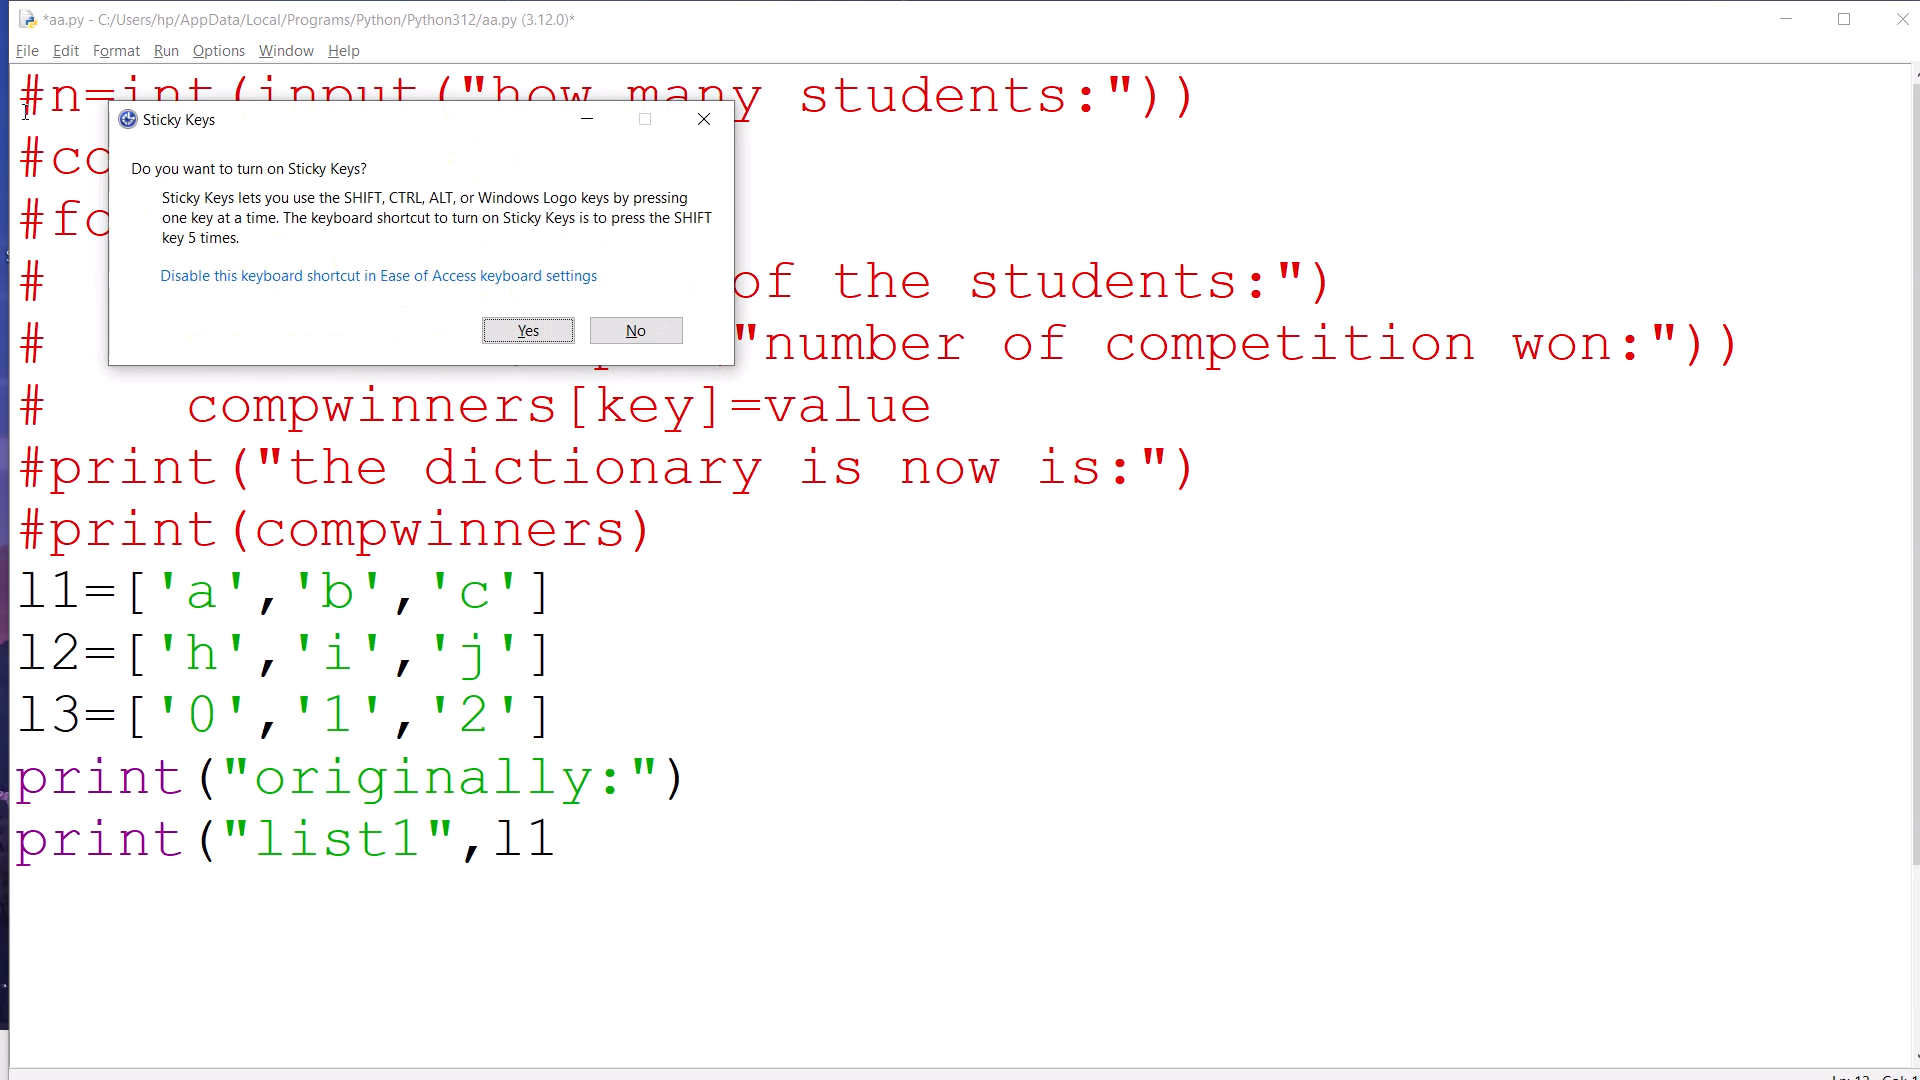 *aa.py - C:/Users/hp/AppData/Local/Programs/Python/Python312/aa.py (3.12.0)*
File Edit Format Run Options Window Help
#n=int(input("how many students:"))
Sticky Keys
Do you want to turn on Sticky Keys?
Sticky Keys lets you use the SHIFT, CTRL, ALT, or Windows Logo keys by pressing
one key at a time. The keyboard shortcut to turn on Sticky Keys is to press the SHIFT
key 5 times.
Disable this keyboard shortcut in Ease of Access keyboard settings
Yes No
#co
#fo
# of the students:")
# "number of competition won:"))
# compwinners[key]=value
#print("the dictionary is now is:")
#print(compwinners)
l1=['a','b','c']
l2=['h','i','j']
l3=['0','1','2']
print("originally:")
print("list1",l1